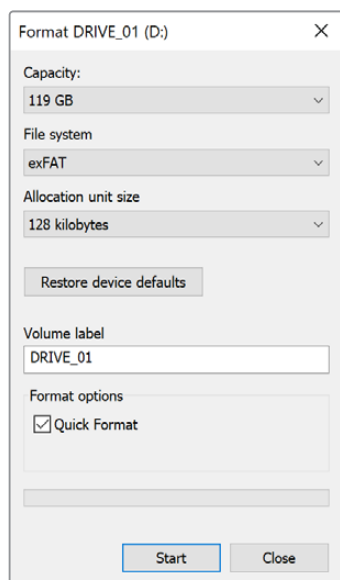 Format DRIVE_01 (D:)
Capacity:
119 GB
File system
exFAT
Allocation unit size
128 kilobytes
Restore device defaults
Volume label
DRIVE_01
Format options
Quick Format
Start
Close